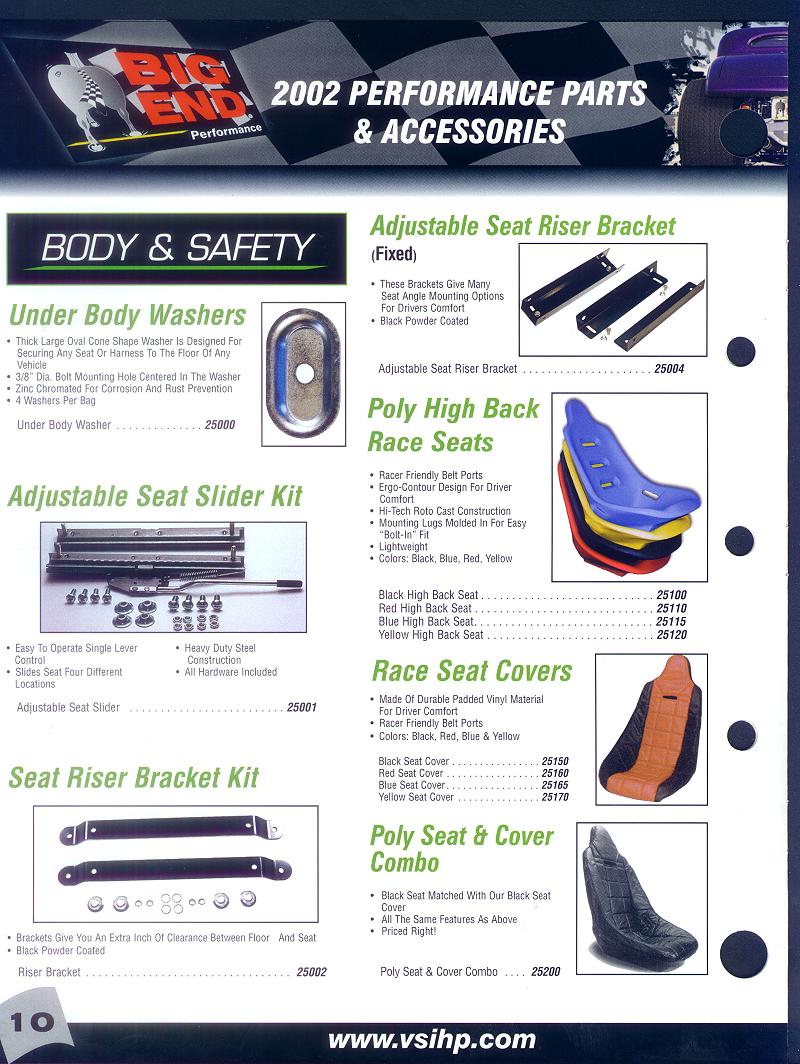 BIG
END
Performance
2002 PERFORMANCE PARTS
& ACCESSORIES
BODY & SAFETY
Under Body Washers
• Thick Large Oval Cone Shape Washer Is Designed For
Securing Any Seat Or Harness To The Floor Of Any
Vehicle
• 3/8" Dia. Bolt Mounting Hole Centered In The Washer
• Zinc Chromated For Corrosion And Rust Prevention
• 4 Washers Per Bag
Under Body Washer . . . . . . . . . . . . . . 25000
Adjustable Seat Slider Kit
• Easy To Operate Single Lever
Control
• Slides Seat Four Different
Locations
• Heavy Duty Steel
Construction
• All Hardware Included
Adjustable Seat Slider . . . . . . . . . . . . . . . . . . . . . . . . . 25001
Seat Riser Bracket Kit
• Brackets Give You An Extra Inch Of Clearance Between Floor And Seat
• Black Powder Coated
Riser Bracket . . . . . . . . . . . . . . . . . . . . . . . . . . . . . . . . . 25002
Adjustable Seat Riser Bracket
(Fixed)
• These Brackets Give Many
Seat Angle Mounting Options
For Drivers Comfort
• Black Powder Coated
Adjustable Seat Riser Bracket . . . . . . . . . . . . . . . . . . . . . 25004
Poly High Back
Race Seats
• Racer Friendly Belt Ports
• Ergo-Contour Design For Driver
Comfort
• Hi-Tech Roto Cast Construction
• Mounting Lugs Molded In For Easy
"Bolt-In" Fit
• Lightweight
• Colors: Black, Blue, Red, Yellow
Black High Back Seat . . . . . . . . . . . . . . . . . . . . . . . . . . . . 25100
Red High Back Seat . . . . . . . . . . . . . . . . . . . . . . . . . . . . . 25110
Blue High Back Seat. . . . . . . . . . . . . . . . . . . . . . . . . . . . . 25115
Yellow High Back Seat . . . . . . . . . . . . . . . . . . . . . . . . . . . 25120
Race Seat Covers
• Made Of Durable Padded Vinyl Material
For Driver Comfort
• Racer Friendly Belt Ports
• Colors: Black, Red, Blue & Yellow
Black Seat Cover . . . . . . . . . . . . . . 25150
Red Seat Cover . . . . . . . . . . . . . . . 25160
Blue Seat Cover . . . . . . . . . . . . . . . 25165
Yellow Seat Cover . . . . . . . . . . . . . 25170
Poly Seat & Cover
Combo
• Black Seat Matched With Our Black Seat
Cover
• All The Same Features As Above
• Priced Right!
Poly Seat & Cover Combo . . . . 25200
10
www.vsihp.com